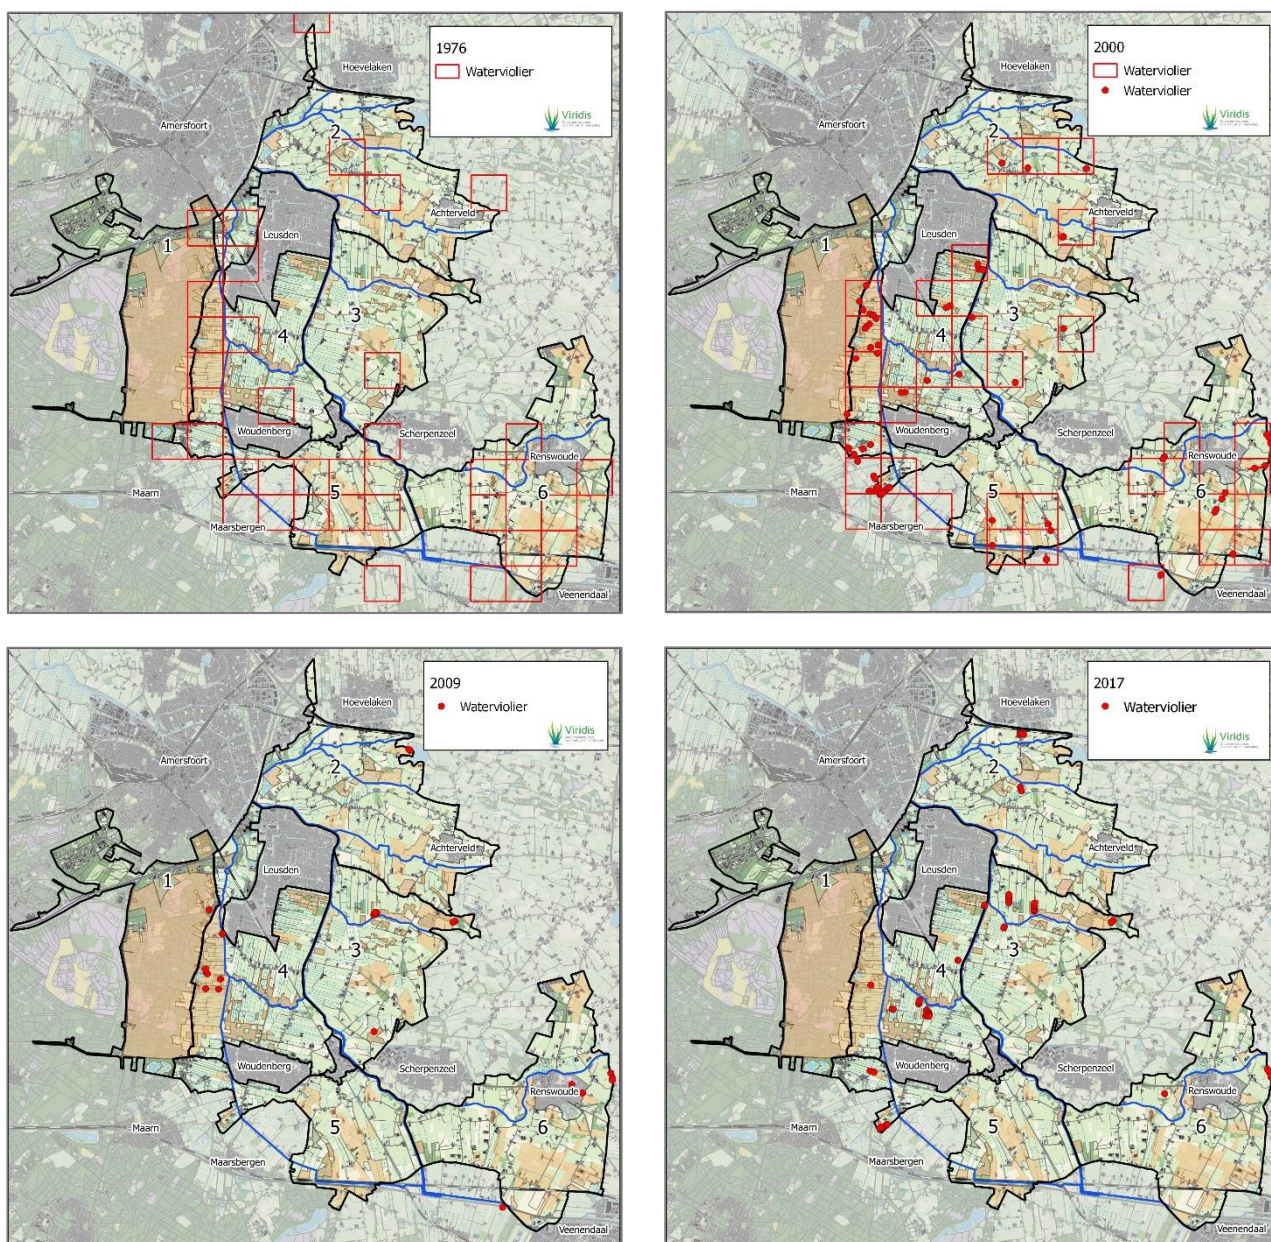 1976
Waterviolier
Viridis
Hoevelaken
Amersfoort
2
Achterveld
1
Leusden
3
4
Woudenberg
Scherpenzeel
Renswoude
Maarn
5
6
Maarsbergen
Veenendaal
2000
Waterviolier
Waterviolier
Viridis
Hoevelaken
Amersfoort
2
Achterveld
1
Leusden
3
4
Woudenberg
Scherpenzeel
Renswoude
Maarn
5
6
Maarsbergen
Veenendaal
2009
Waterviolier
Viridis
Hoevelaken
Amersfoort
2
Achterveld
1
Leusden
3
4
Woudenberg
Scherpenzeel
Renswoude
Maarn
5
6
Maarsbergen
Veenendaal
2017
Waterviolier
Viridis
Hoevelaken
Amersfoort
2
Achterveld
1
Leusden
3
4
Woudenberg
Scherpenzeel
Renswoude
Maarn
5
6
Maarsbergen
Veenendaal